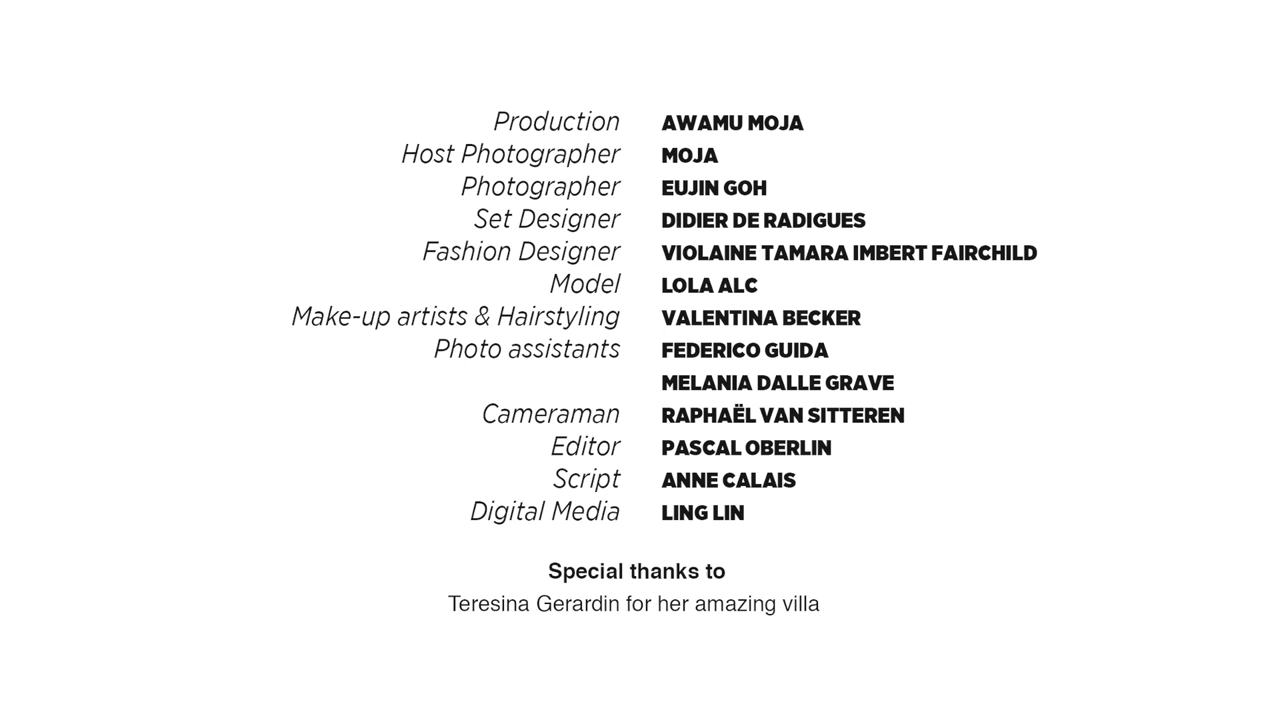 Production AWAMU MOJA
Host Photographer MOJA
Photographer EUJIN GOH
Set Designer DIDIER DE RADIGUES
Fashion Designer VIOLAINE TAMARA IMBERT FAIRCHILD
Model LOLA ALC
Make-up artists & Hairstyling VALENTINA BECKER
Photo assistants FEDERICO GUIDA
MELANIA DALLE GRAVE
Cameraman RAPHAËL VAN SITTEREN
Editor PASCAL OBERLIN
Script ANNE CALAIS
Digital Media LING LIN
Special thanks to
Teresina Gerardin for her amazing villa